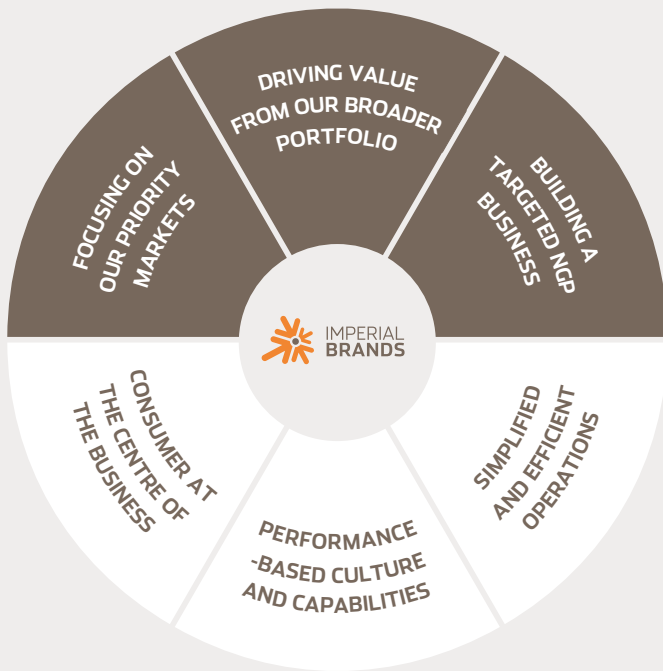 DRIVING VALUE
FROM OUR BROADER
PORTFOLIO
BUILDING A
TARGETED NGP
BUSINESS
SIMPLIFIED
AND EFFICIENT
OPERATIONS
PERFORMANCE
-BASED CULTURE
AND CAPABILITIES
CONSUMER AT
THE CENTRE OF
THE BUSINESS
FOCUSING ON
OUR PRIORITY
MARKETS
IMPERIAL
BRANDS